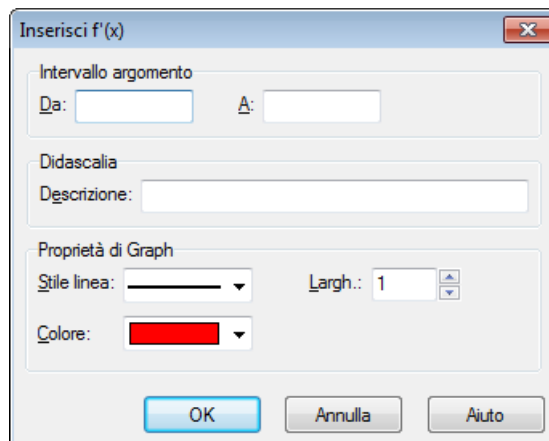 Inserisci f'(x)
Intervallo argomento
Da:
A:
Didascalia
Descrizione:
Proprietà di Graph
Stile linea:
Largh.: 1
Colore:
OK
Annulla
Aiuto